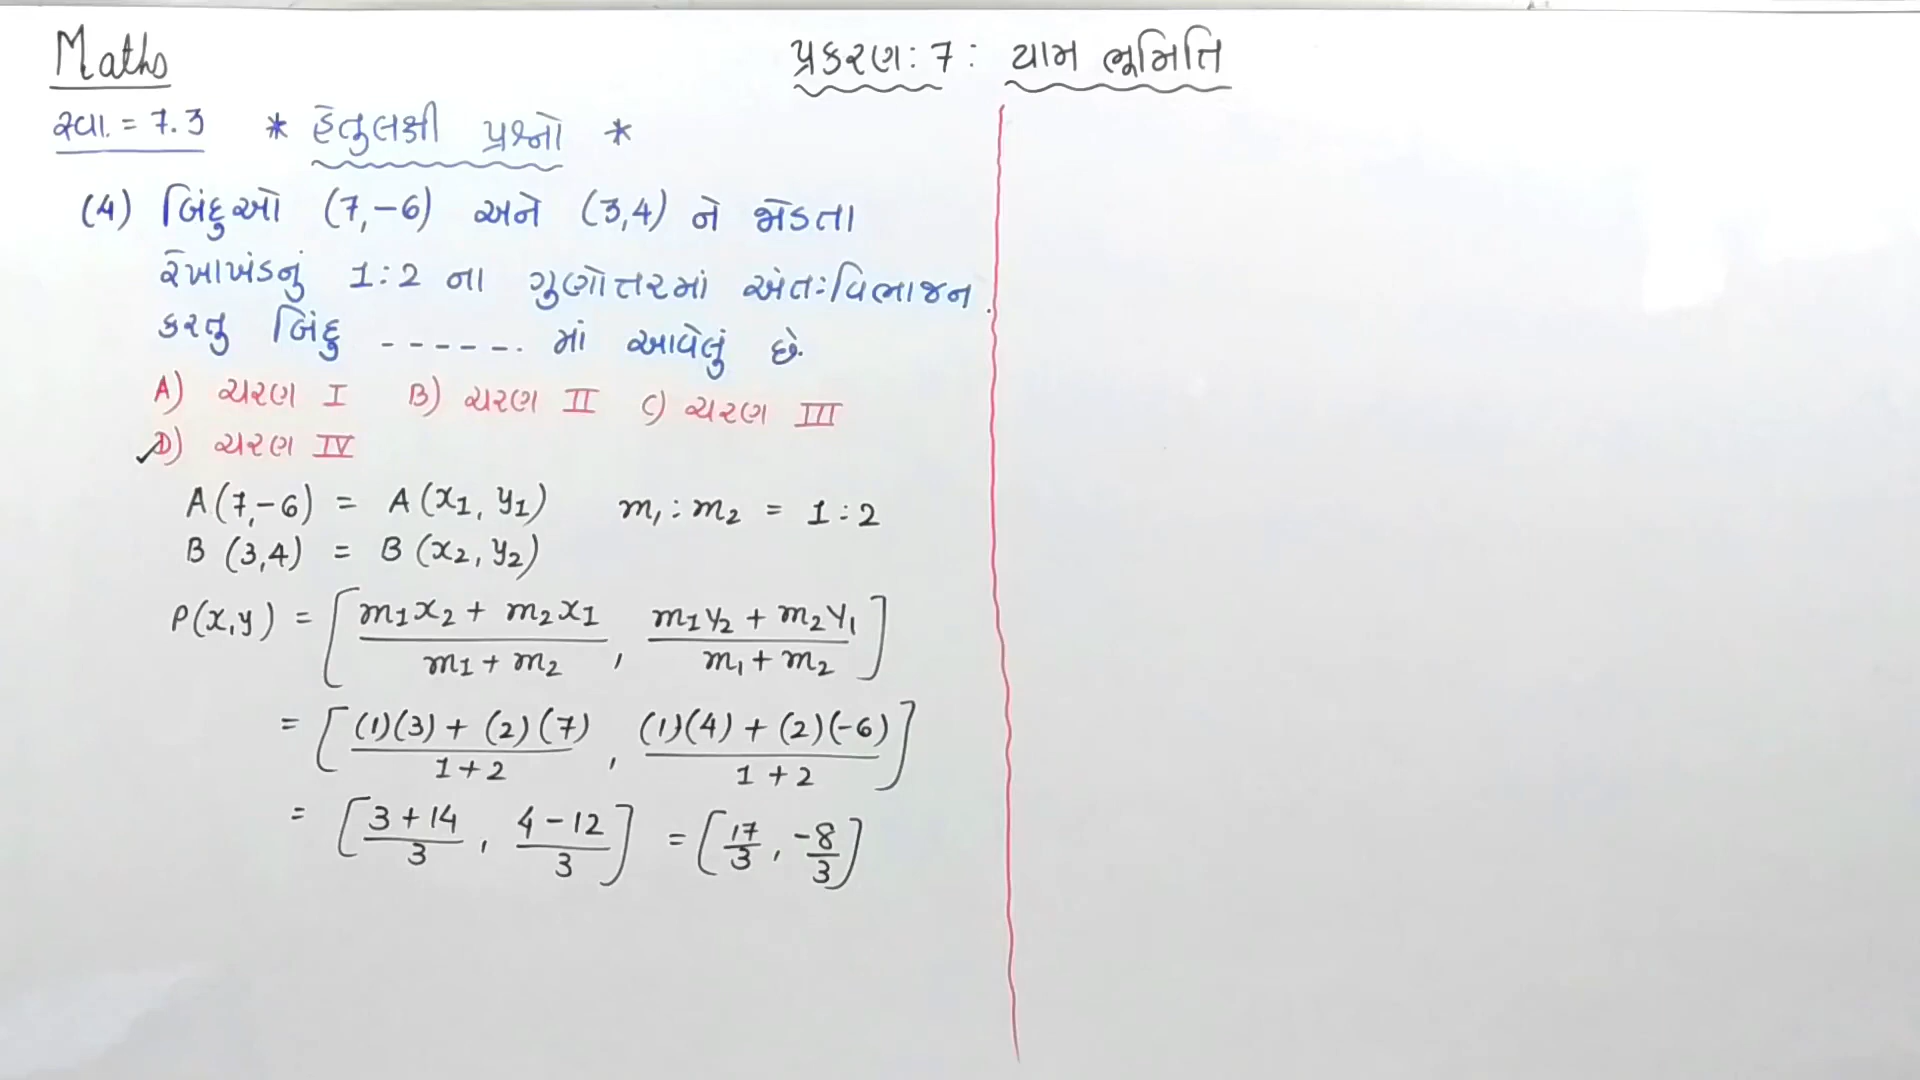 Maths
પ્રકરણ : 7 : યામ ભૂમિતિ
સ્વા. = 7.3 * હેતુલક્ષી પ્રશ્નો *
(4) બિંદુઓ (7,-6) અને (3,4) ને જોડતા
રેખાખંડનું 1:2 ના ગુણોત્તરમાં અંતઃવિભાજન
કરતુ બિંદુ ------. માં આવેલું છે.
A) ચરણ I B) ચરણ II C) ચરણ III
D) ચરણ IV
A(7,-6) = A(x1, y1) m1 : m2 = 1:2
B (3,4) = B (x2, y2)
P(x,y) = [ (m1x2 + m2x1)/(m1 + m2) , (m1y2 + m2y1)/(m1 + m2) ]
= [ ((1)(3) + (2)(7))/(1+2) , ((1)(4) + (2)(-6))/(1+2) ]
= [ (3+14)/3 , (4-12)/3 ] = [ 17/3 , -8/3 ]